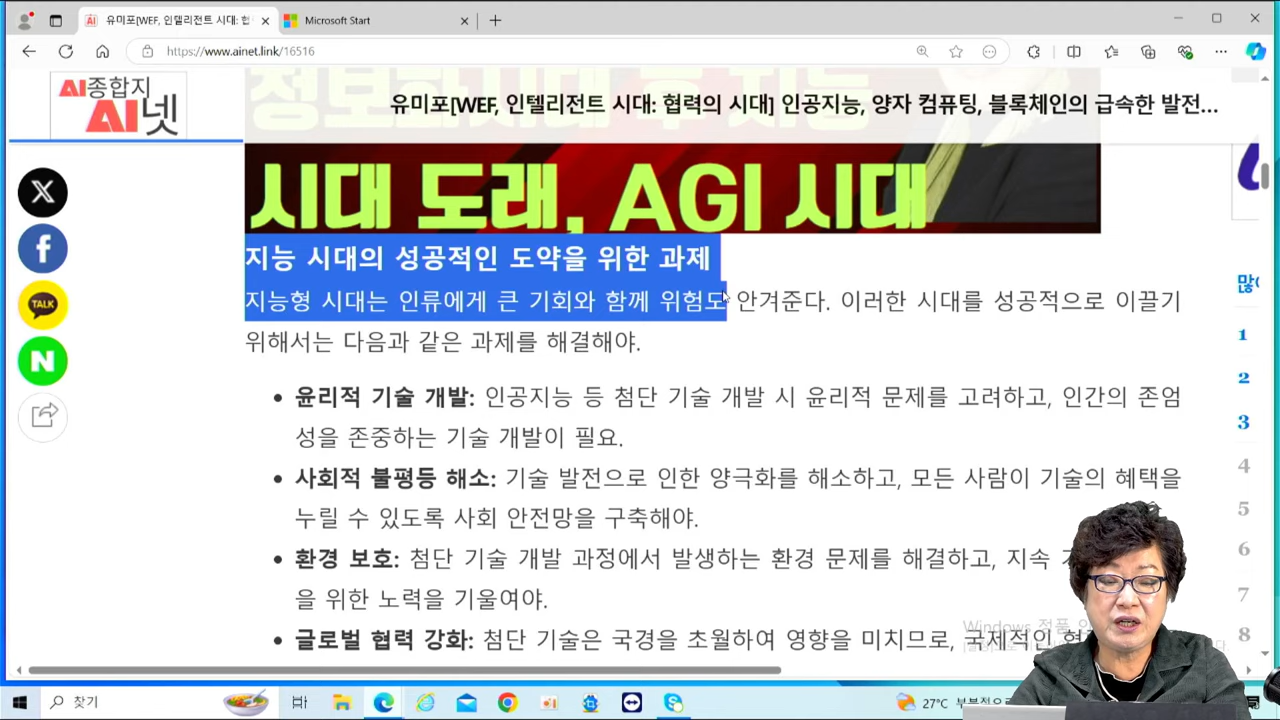 유미포[WEF, 인텔리전트 시대: 협
Microsoft Start
https://www.ainet.link/16516
AI종합지
AI넷
유미포[WEF, 인텔리전트 시대: 협력의 시대] 인공지능, 양자 컴퓨팅, 블록체인의 급속한 발전...
정보화시대 후 지능
시대 도래, AGI 시대
지능 시대의 성공적인 도약을 위한 과제
지능형 시대는 인류에게 큰 기회와 함께 위험도 안겨준다. 이러한 시대를 성공적으로 이끌기
위해서는 다음과 같은 과제를 해결해야.
• 윤리적 기술 개발: 인공지능 등 첨단 기술 개발 시 윤리적 문제를 고려하고, 인간의 존엄
성을 존중하는 기술 개발이 필요.
• 사회적 불평등 해소: 기술 발전으로 인한 양극화를 해소하고, 모든 사람이 기술의 혜택을
누릴 수 있도록 사회 안전망을 구축해야.
• 환경 보호: 첨단 기술 개발 과정에서 발생하는 환경 문제를 해결하고, 지속
을 위한 노력을 기울여야.
• 글로벌 협력 강화: 첨단 기술은 국경을 초월하여 영향을 미치므로, 국제적인
X
f
TALK
N
많
1
2
3
4
5
6
7
8
Windows 정품
찾기
27°C